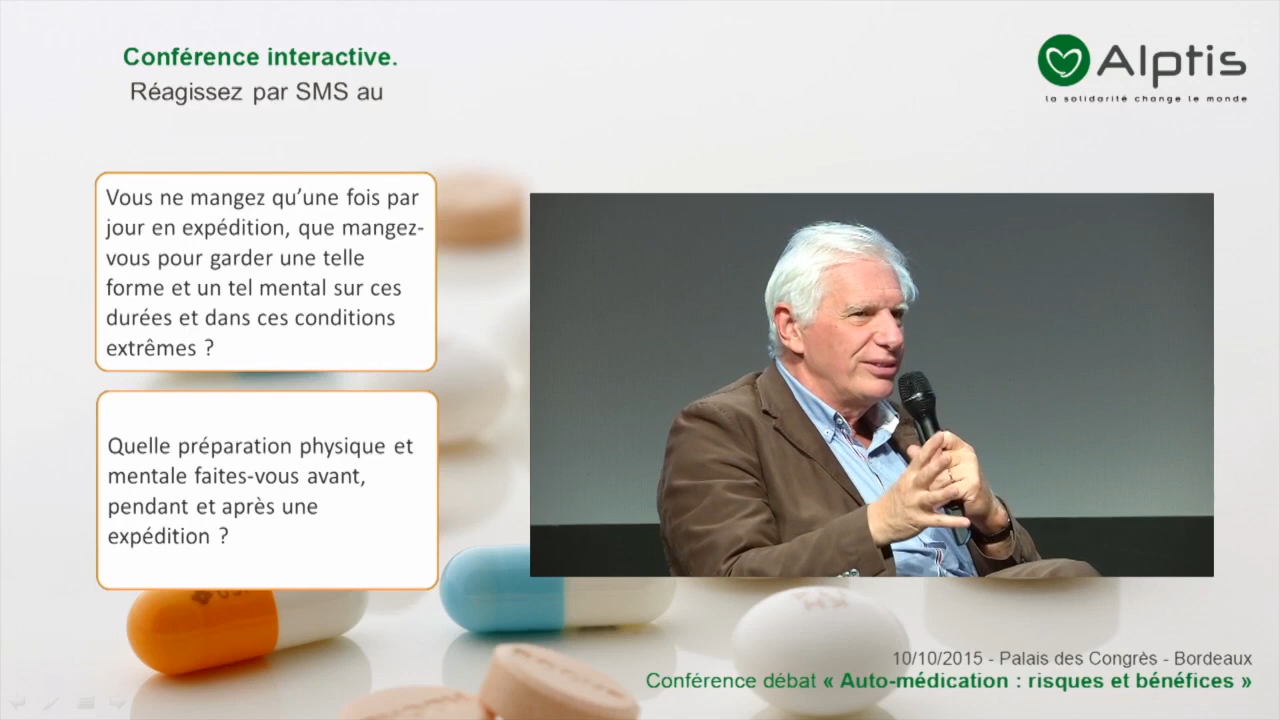 Conférence interactive.
Réagissez par SMS au
Alptis
la solidarité change le monde
Vous ne mangez qu’une fois par
jour en expédition, que mangez-
vous pour garder une telle
forme et un tel mental sur ces
durées et dans ces conditions
extrêmes ?
Quelle préparation physique et
mentale faites-vous avant,
pendant et après une
expédition ?
10/10/2015 - Palais des Congrès - Bordeaux
Conférence débat « Auto-médication : risques et bénéfices »